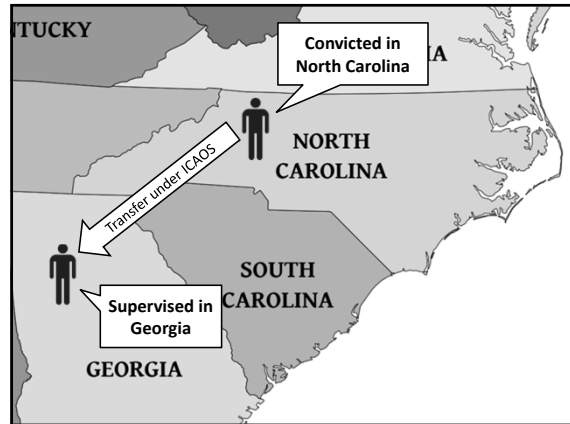 NTUCKY
Convicted in
North Carolina
IA
NORTH
CAROLINA
Transfer under ICAOS
SOUTH
CAROLINA
Supervised in
Georgia
GEORGIA